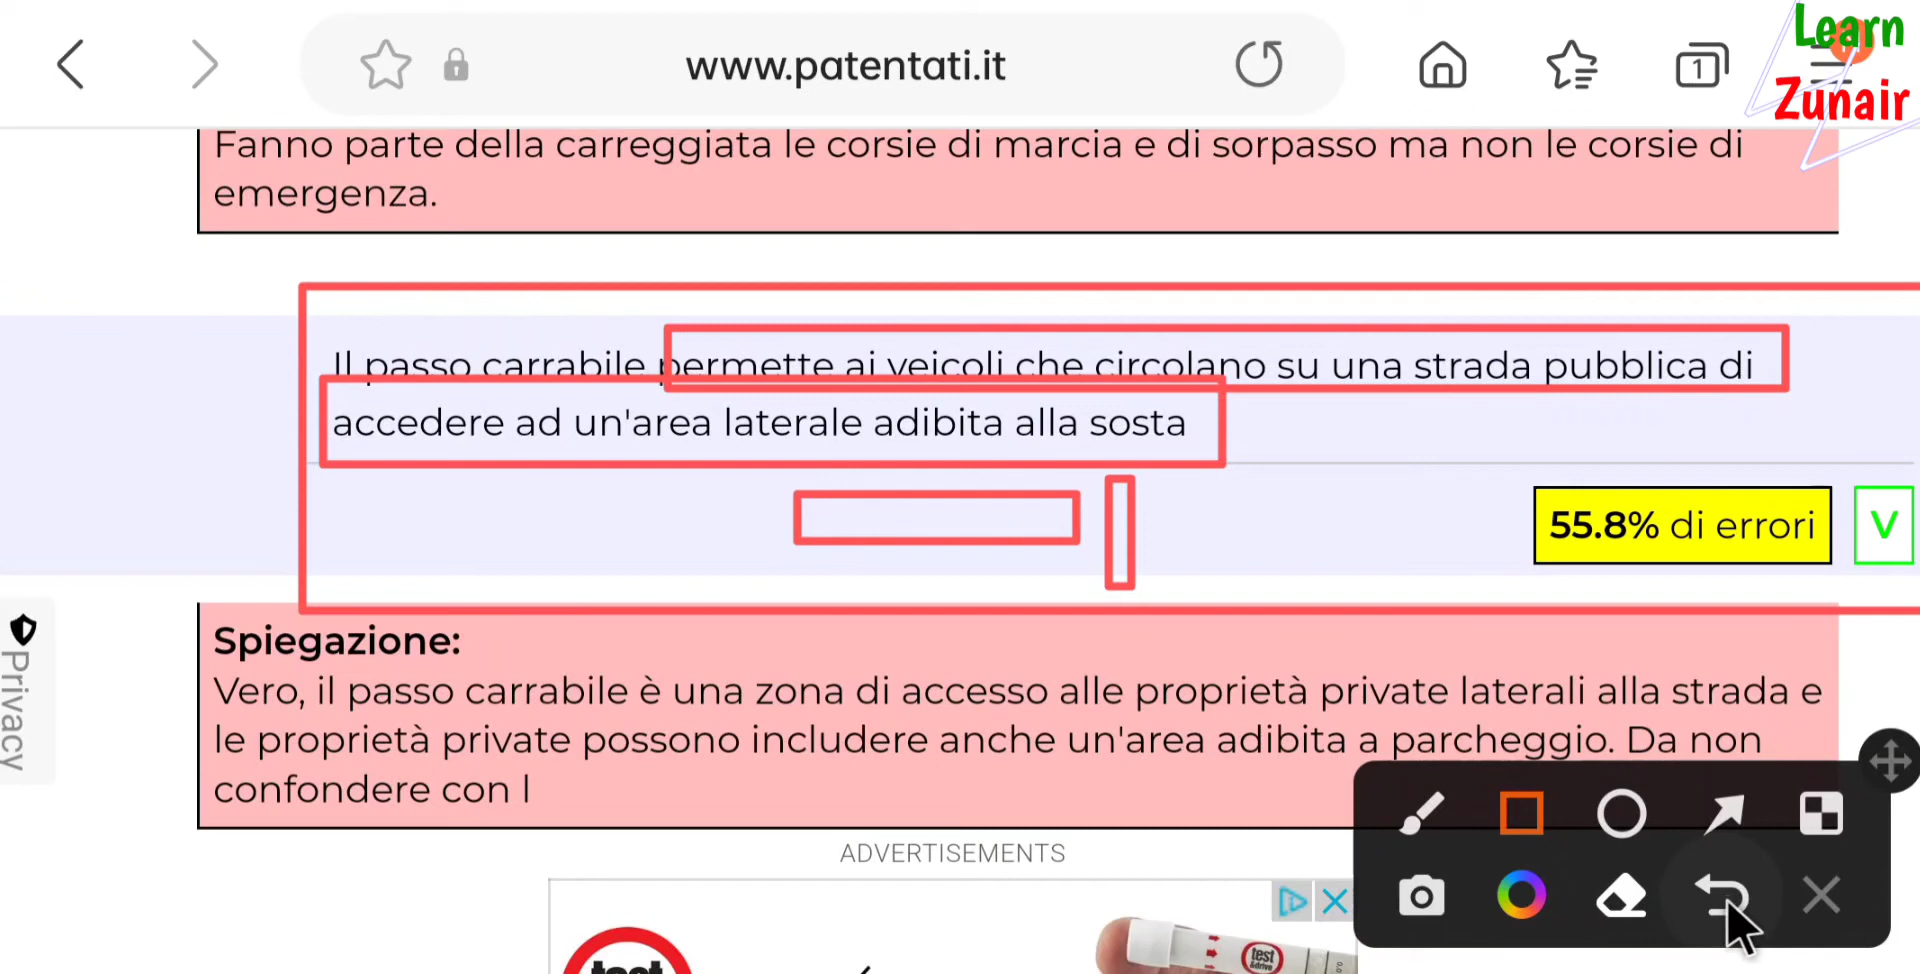 www.patentati.it
1
Learn
Zunair
Fanno parte della carreggiata le corsie di marcia e di sorpasso ma non le corsie di
emergenza.
Il passo carrabile permette ai veicoli che circolano su una strada pubblica di
accedere ad un'area laterale adibita alla sosta
55.8% di errori
V
Privacy
Spiegazione:
Vero, il passo carrabile è una zona di accesso alle proprietà private laterali alla strada e
le proprietà private possono includere anche un'area adibita a parcheggio. Da non
confondere con l
ADVERTISEMENTS
test
test
&drive